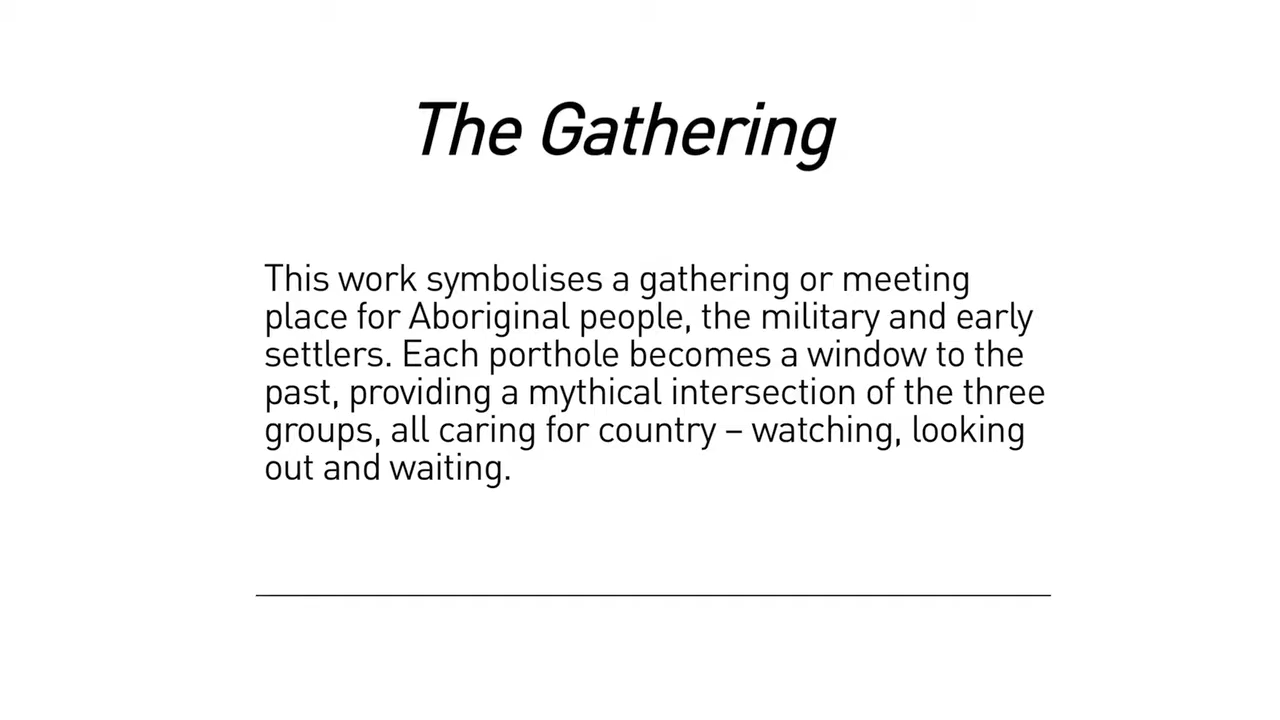 The Gathering
This work symbolises a gathering or meeting
place for Aboriginal people, the military and early
settlers. Each porthole becomes a window to the
past, providing a mythical intersection of the three
groups, all caring for country – watching, looking
out and waiting.